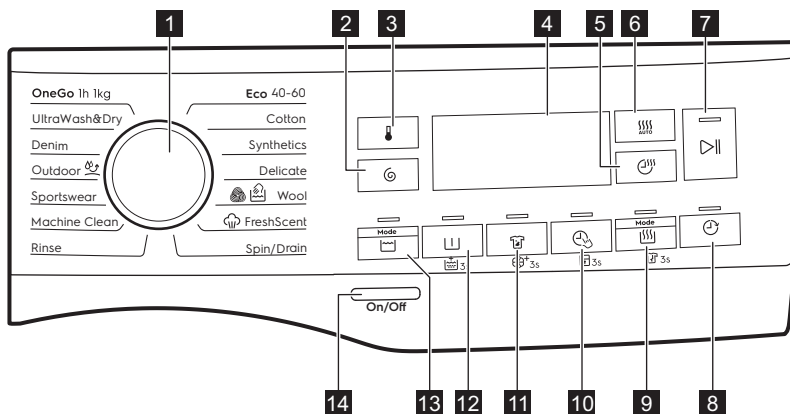 1
2
3
4
5
6
7
OneGo 1h 1kg
UltraWash&Dry
Denim
Outdoor
Sportswear
Machine Clean
Rinse
Eco 40-60
Cotton
Synthetics
Delicate
Wool
FreshScent
Spin/Drain
AUTO
Mode
3
3s
3s
Mode
3s
On/Off
14
13
12
11
10
9
8